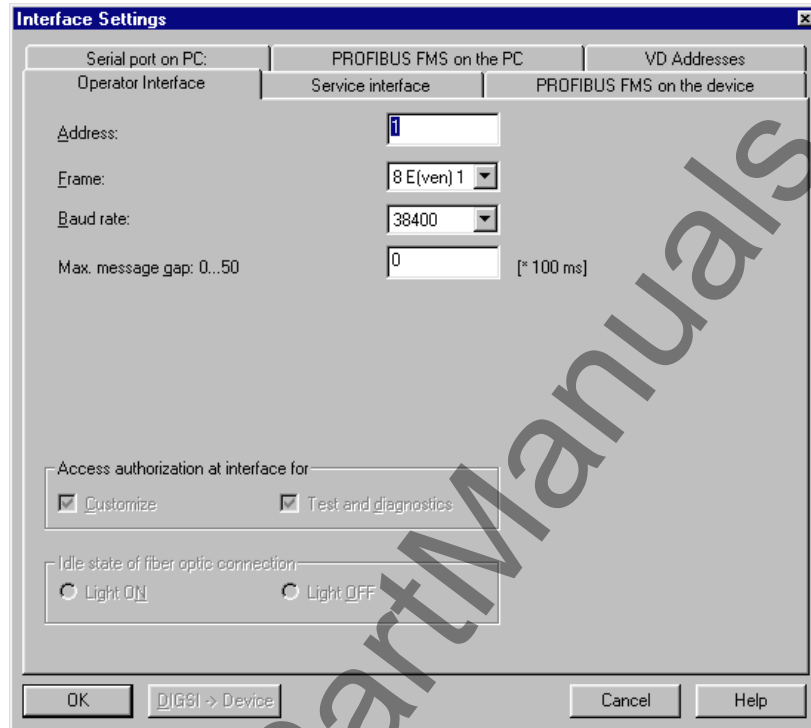 Interface Settings
Serial port on PC: PROFIBUS FMS on the PC VD Addresses
Operator Interface Service interface PROFIBUS FMS on the device
Address: 1
Frame: 8 E(ven) 1
Baud rate: 38400
Max. message gap: 0...50 0 [* 100 ms]
Access authorization at interface for
Customize Test and diagnostics
Idle state of fiber optic connection
Light ON Light OFF
OK DIGSI -> Device Cancel Help
artManuals